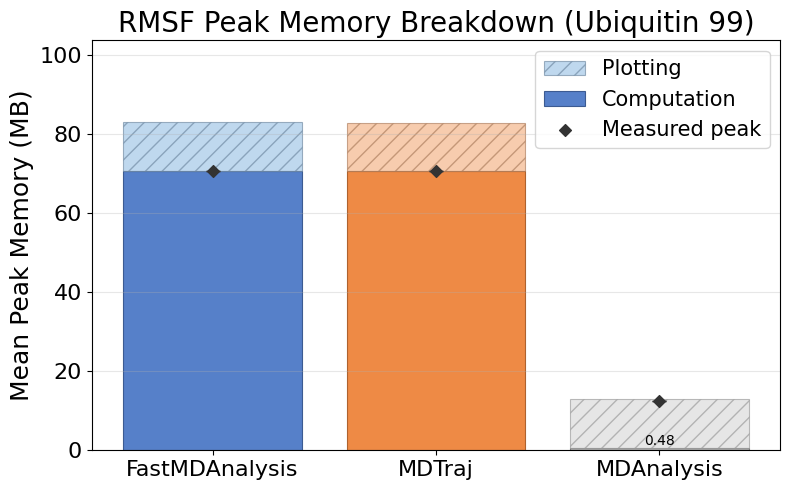 RMSF Peak Memory Breakdown (Ubiquitin 99)
Mean Peak Memory (MB)
100
80
60
40
20
0
Plotting
Computation
Measured peak
0.48
FastMDAnalysis
MDTraj
MDAnalysis